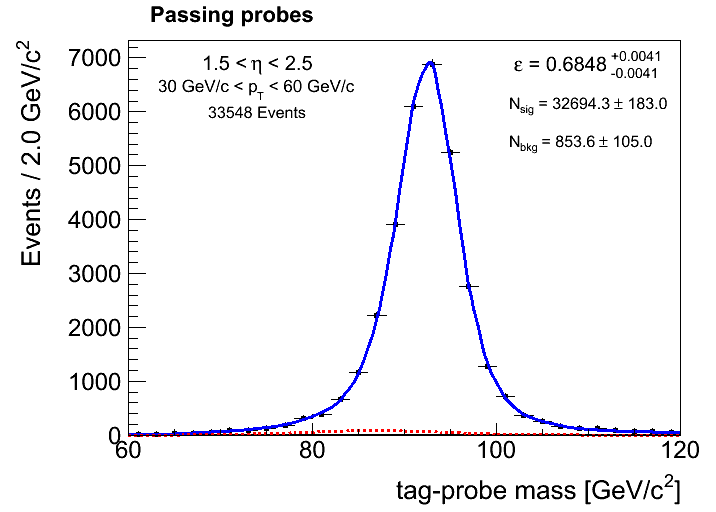 Passing probes
Events / 2.0 GeV/c²
7000
6000
5000
4000
3000
2000
1000
0
1.5 < η < 2.5
30 GeV/c < p_T < 60 GeV/c
33548 Events
ε = 0.6848 +0.0041 -0.0041
N_sig = 32694.3 ± 183.0
N_bkg = 853.6 ± 105.0
60 80 100 120
tag-probe mass [GeV/c²]